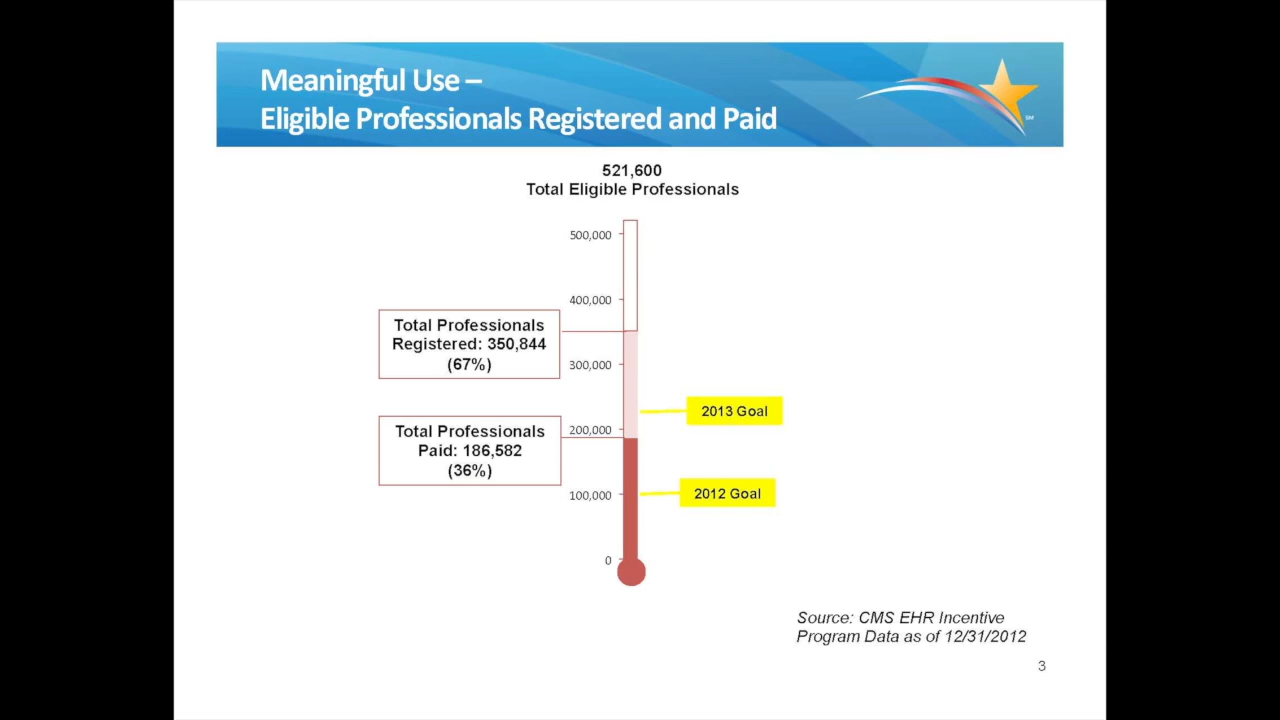 Meaningful Use –
Eligible Professionals Registered and Paid
SM
521,600
Total Eligible Professionals
500,000
400,000
300,000
200,000
100,000
0
Total Professionals
Registered: 350,844
(67%)
Total Professionals
Paid: 186,582
(36%)
2013 Goal
2012 Goal
Source: CMS EHR Incentive
Program Data as of 12/31/2012
3